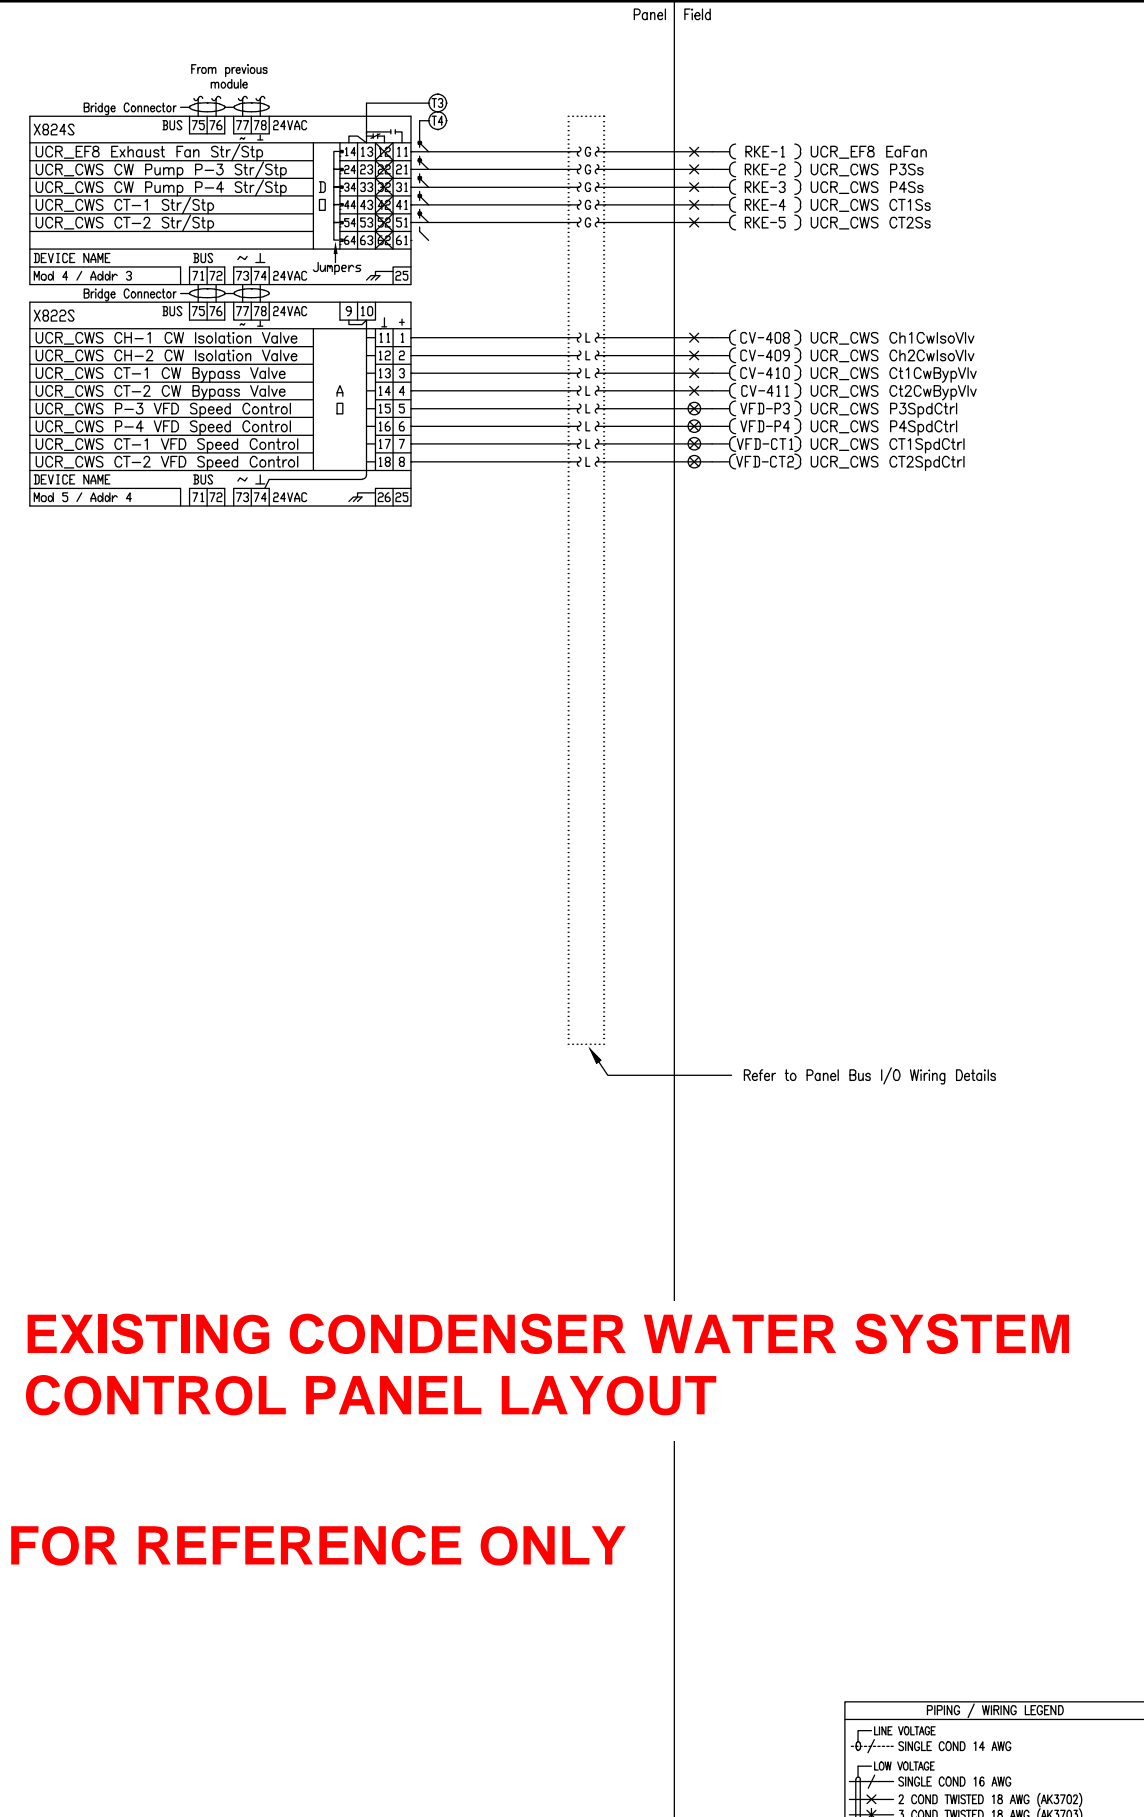 Panel Field
From previous
module
Bridge Connector
X824S BUS 75 76 77 78 24VAC
~ ⊥
T3
T4
UCR_EF8 Exhaust Fan Str/Stp 14 13 12 11 G RKE-1 UCR_EF8 EaFan
UCR_CWS CW Pump P-3 Str/Stp 24 23 22 21 G RKE-2 UCR_CWS P3Ss
UCR_CWS CW Pump P-4 Str/Stp D 34 33 32 31 G RKE-3 UCR_CWS P4Ss
UCR_CWS CT-1 Str/Stp O 44 43 42 41 G RKE-4 UCR_CWS CT1Ss
UCR_CWS CT-2 Str/Stp 54 53 52 51 G RKE-5 UCR_CWS CT2Ss
64 63 62 61
DEVICE NAME BUS ~ ⊥
Jumpers
Mod 4 / Addr 3 71 72 73 74 24VAC 25
Bridge Connector
X822S BUS 75 76 77 78 24VAC 9 10
~ ⊥ ⊥ +
UCR_CWS CH-1 CW Isolation Valve 11 1 L CV-408 UCR_CWS Ch1CwIsoVlv
UCR_CWS CH-2 CW Isolation Valve 12 2 L CV-409 UCR_CWS Ch2CwIsoVlv
UCR_CWS CT-1 CW Bypass Valve 13 3 L CV-410 UCR_CWS Ct1CwBypVlv
UCR_CWS CT-2 CW Bypass Valve A 14 4 L CV-411 UCR_CWS Ct2CwBypVlv
UCR_CWS P-3 VFD Speed Control O 15 5 L VFD-P3 UCR_CWS P3SpdCtrl
UCR_CWS P-4 VFD Speed Control 16 6 L VFD-P4 UCR_CWS P4SpdCtrl
UCR_CWS CT-1 VFD Speed Control 17 7 L VFD-CT1 UCR_CWS CT1SpdCtrl
UCR_CWS CT-2 VFD Speed Control 18 8 L VFD-CT2 UCR_CWS CT2SpdCtrl
DEVICE NAME BUS ~ ⊥
Mod 5 / Addr 4 71 72 73 74 24VAC 26 25
Refer to Panel Bus I/O Wiring Details
EXISTING CONDENSER WATER SYSTEM
CONTROL PANEL LAYOUT
FOR REFERENCE ONLY
PIPING / WIRING LEGEND
LINE VOLTAGE
SINGLE COND 14 AWG
LOW VOLTAGE
SINGLE COND 16 AWG
2 COND TWISTED 18 AWG (AK3702)
3 COND TWISTED 18 AWG (AK3703)